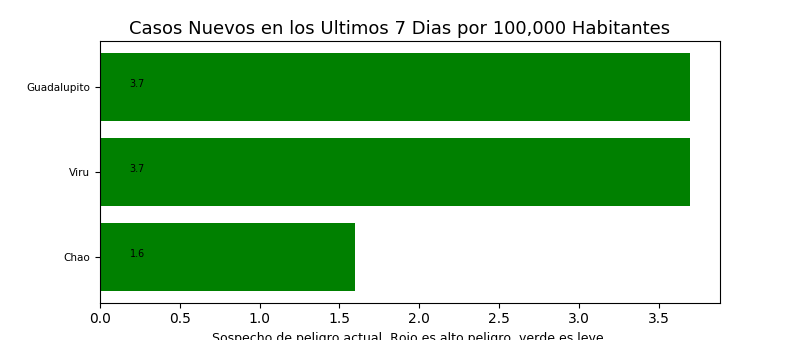 Casos Nuevos en los Ultimos 7 Dias por 100,000 Habitantes
Guadalupito
3.7
Viru
3.7
Chao
1.6
0.0 0.5 1.0 1.5 2.0 2.5 3.0 3.5
Sospecho de peligro actual. Rojo es alto peligro, verde es leve